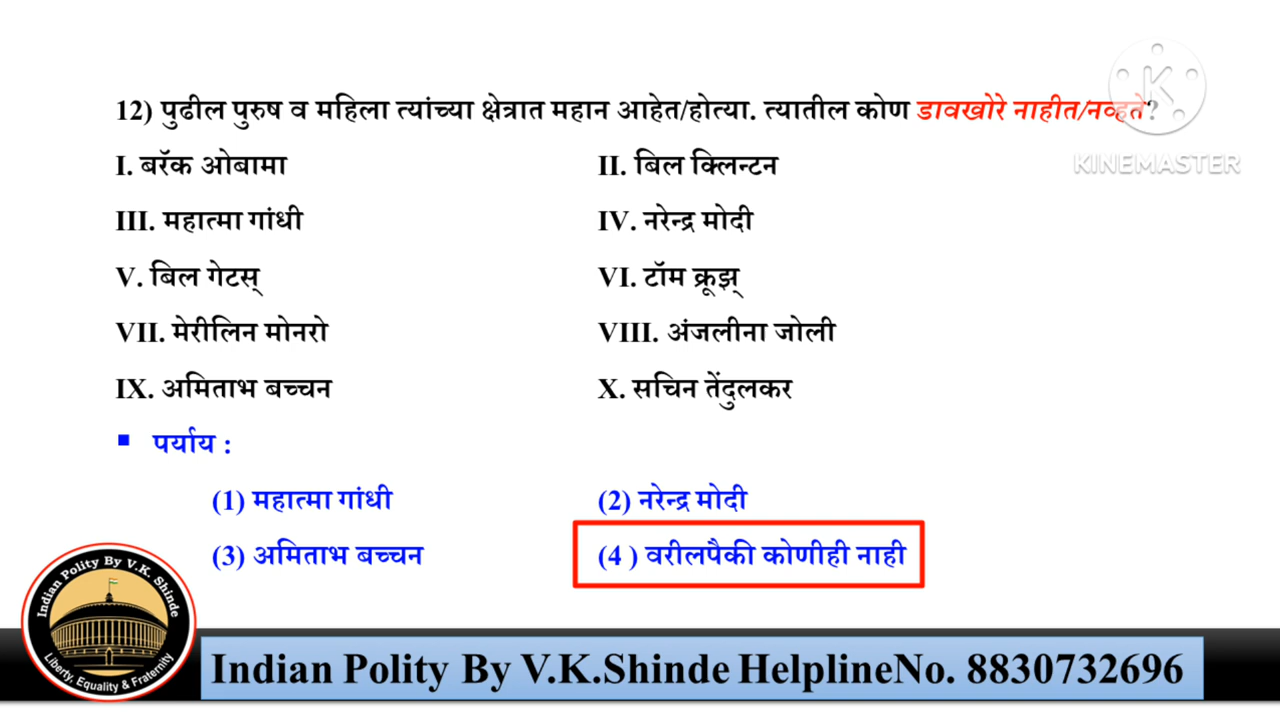 12) पुढील पुरुष व महिला त्यांच्या क्षेत्रात महान आहेत/होत्या. त्यातील कोण डावखोरे नाहीत/नव्हते?
KINEMASTER
I. बरॅक ओबामा II. बिल क्लिन्टन
III. महात्मा गांधी IV. नरेन्द्र मोदी
V. बिल गेटस् VI. टॉम क्रूझ्
VII. मेरीलिन मोनरो VIII. अंजलीना जोली
IX. अमिताभ बच्चन X. सचिन तेंदुलकर
▪ पर्याय :
(1) महात्मा गांधी (2) नरेन्द्र मोदी
(3) अमिताभ बच्चन (4 ) वरीलपैकी कोणीही नाही
Indian Polity By V.K. Shinde
Liberty, Equality & Fraternity
Indian Polity By V.K.Shinde HelplineNo. 8830732696